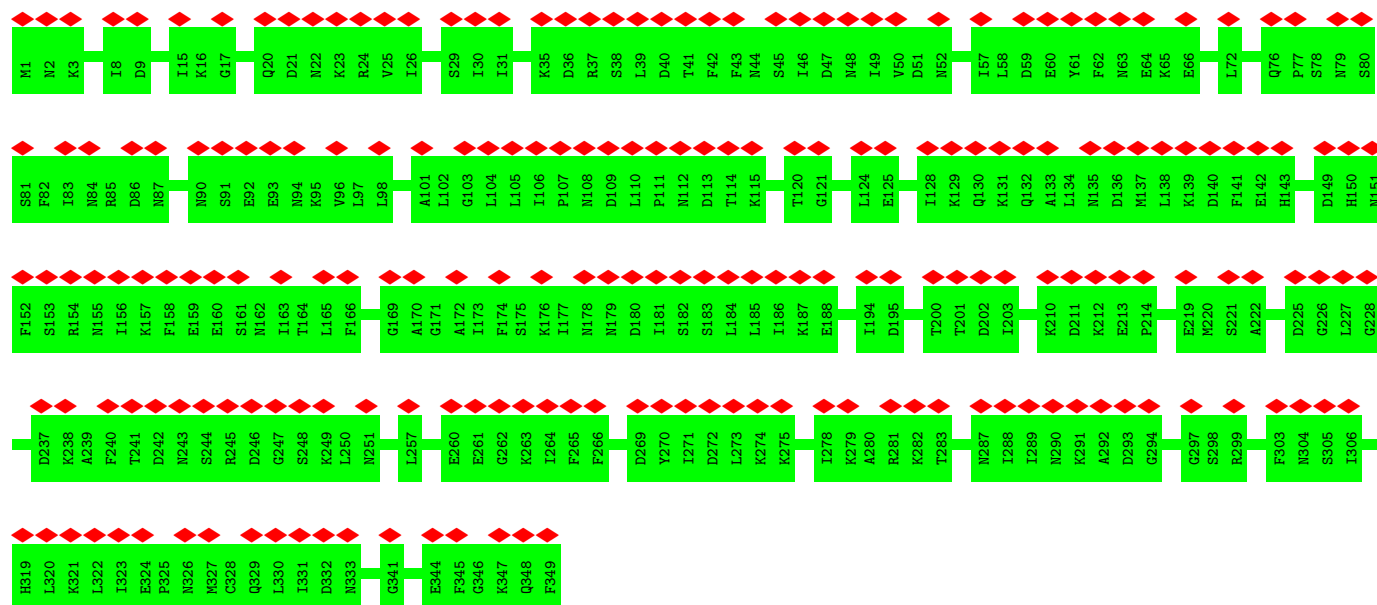 M1 N2 K3 I8 D9 I15 K16 G17 Q20 D21 N22 K23 R24 V25 I26 S29 I30 I31 K35 D36 R37 S38 L39 D40 T41 F42 F43 N44 S45 I46 D47 N48 I49 V50 D51 N52 I57 L58 D59 E60 Y61 F62 N63 E64 K65 E66 L72 Q76 P77 S78 N79 S80
S81 F82 I83 N84 R85 D86 N87 N90 S91 E92 E93 N94 K95 V96 L97 L98 A101 L102 G103 L104 L105 I106 P107 N108 D109 L110 P111 N112 D113 T114 K115 T120 G121 L124 E125 I128 K129 Q130 K131 Q132 A133 L134 N135 D136 M137 L138 K139 D140 F141 E142 H143 D149 H150 N151
F152 S153 R154 N155 I156 K157 F158 E159 E160 S161 N162 I163 T164 L165 F166 G169 A170 G171 A172 I173 F174 S175 K176 I177 N178 N179 D180 I181 S182 S183 L184 L185 I186 K187 E188 I194 D195 T200 T201 D202 I203 K210 D211 K212 E213 P214 E219 M220 S221 A222 D225 G226 L227 G228
D237 K238 A239 F240 T241 D242 N243 S244 R245 D246 G247 S248 K249 L250 N251 L257 E260 E261 G262 K263 I264 F265 F266 D269 Y270 I271 D272 L273 K274 K275 I278 K279 A280 R281 K282 T283 N287 I288 I289 N290 K291 A292 D293 G294 G297 S298 R299 F303 N304 S305 I306
H319 L320 K321 L322 I323 E324 P325 N326 M327 C328 Q329 L330 I331 D332 N333 G341 E344 F345 G346 K347 Q348 F349